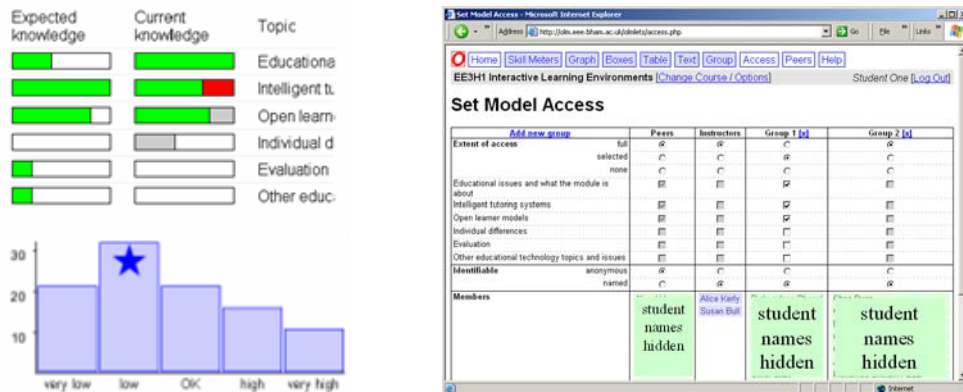 Expected knowledge
Current knowledge
Topic
Educationa
Intelligent tu
Open learn
Individual d
Evaluation
Other educ
30
20
10
very low
low
OK
high
very high
Set Model Access - Microsoft Internet Explorer
Address http://olm.eee.bham.ac.uk/olmlets/access.php
Go
File
Links
Home
Skill Meters
Graph
Boxes
Table
Text
Group
Access
Peers
Help
EE3H1 Interactive Learning Environments [Change Course / Options]
Student One [Log Out]
Set Model Access
Add new group
Peers
Instructors
Group 1 [x]
Group 2 [x]
Extent of access
full
selected
none
Educational issues and what the module is
about
Intelligent tutoring systems
Open learner models
Individual differences
Evaluation
Other educational technology topics and issues
Identifiable
anonymous
named
Members
student names hidden
Alice Kerly
Susan Bull
student names hidden
student names hidden
Internet